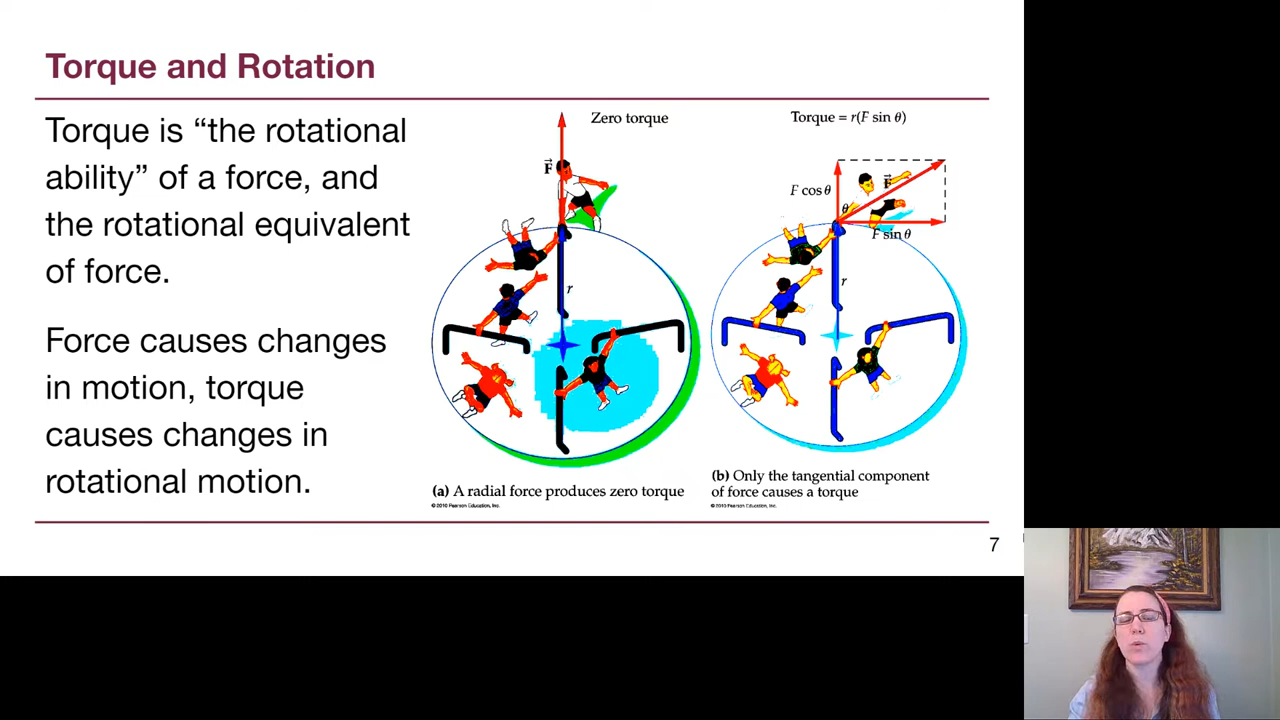 Torque and Rotation
Torque is “the rotational
ability” of a force, and
the rotational equivalent
of force.
Force causes changes
in motion, torque
causes changes in
rotational motion.
Zero torque
F
r
(a) A radial force produces zero torque
© 2010 Pearson Education, Inc.
Torque = r(F sin θ)
F cos θ
θ
F
F sin θ
r
(b) Only the tangential component
of force causes a torque
© 2010 Pearson Education, Inc.
7